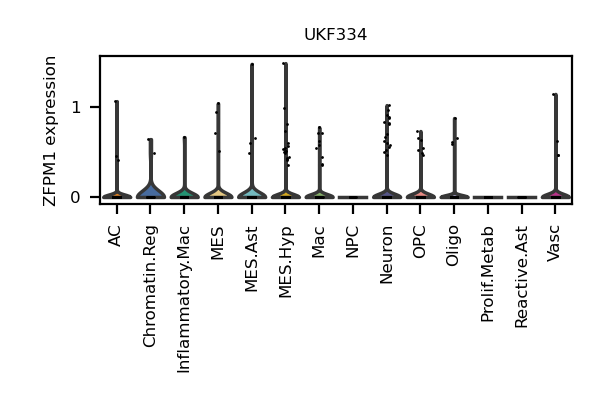 UKF334
ZFPM1 expression
1
0
AC
Chromatin.Reg
Inflammatory.Mac
MES
MES.Ast
MES.Hyp
Mac
NPC
Neuron
OPC
Oligo
Prolif.Metab
Reactive.Ast
Vasc